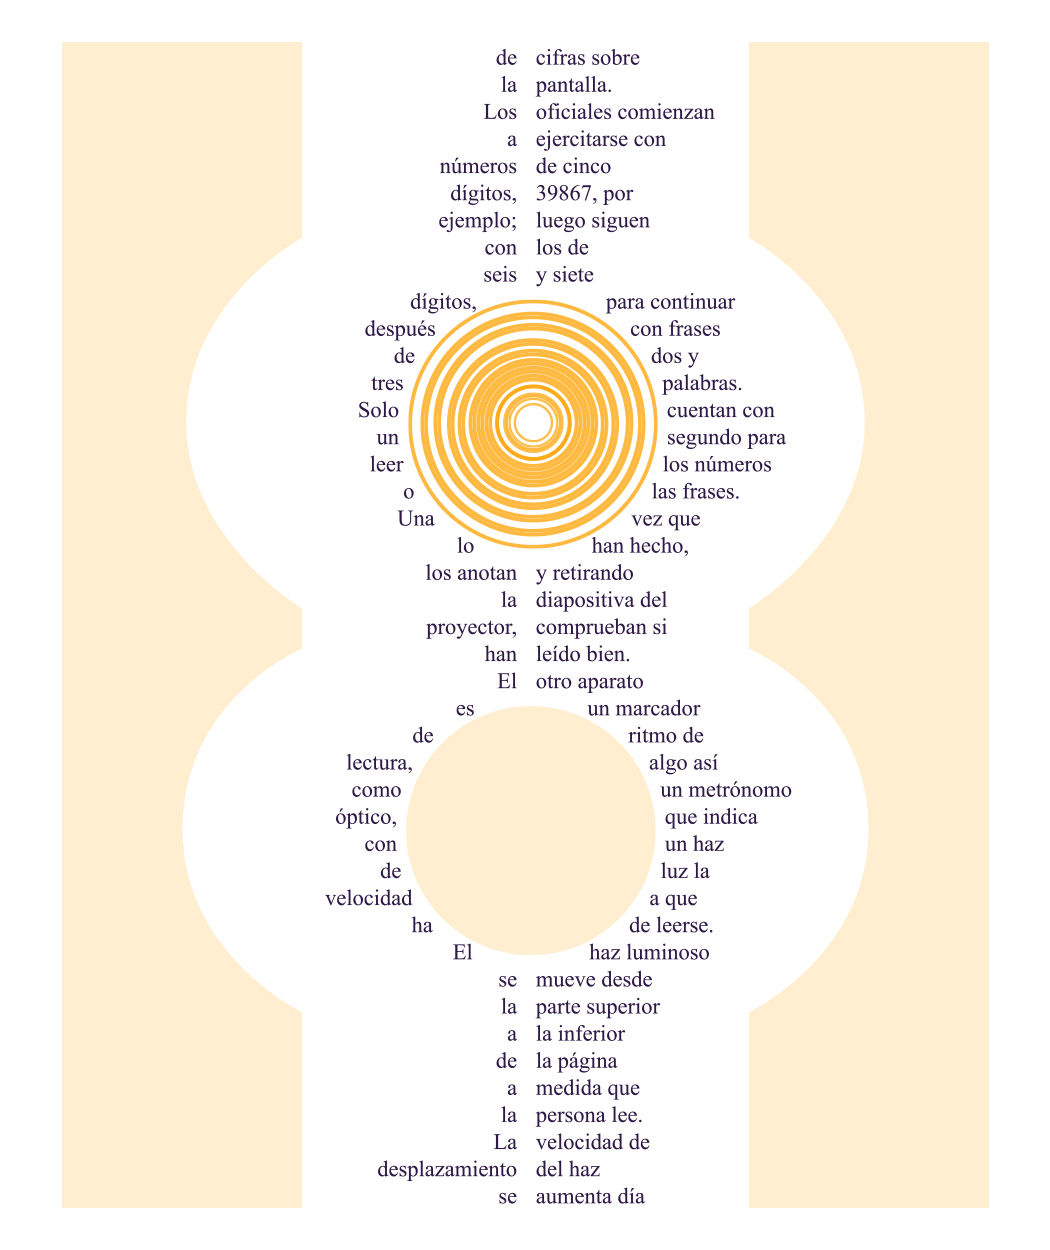 de cifras sobre
la pantalla.
Los oficiales comienzan
a ejercitarse con
números de cinco
dígitos, 39867, por
ejemplo; luego siguen
con los de
seis y siete
dígitos, para continuar
después con frases
de dos y
tres palabras.
Solo cuentan con
un segundo para
leer los números
o las frases.
Una vez que
lo han hecho,
los anotan y retirando
la diapositiva del
proyector, comprueban si
han leído bien.
El otro aparato
es un marcador
de ritmo de
lectura, algo así
como un metrónomo
óptico, que indica
con un haz
de luz la
velocidad a que
ha de leerse.
El haz luminoso
se mueve desde
la parte superior
a la inferior
de la página
a medida que
la persona lee.
La velocidad de
desplazamiento del haz
se aumenta día